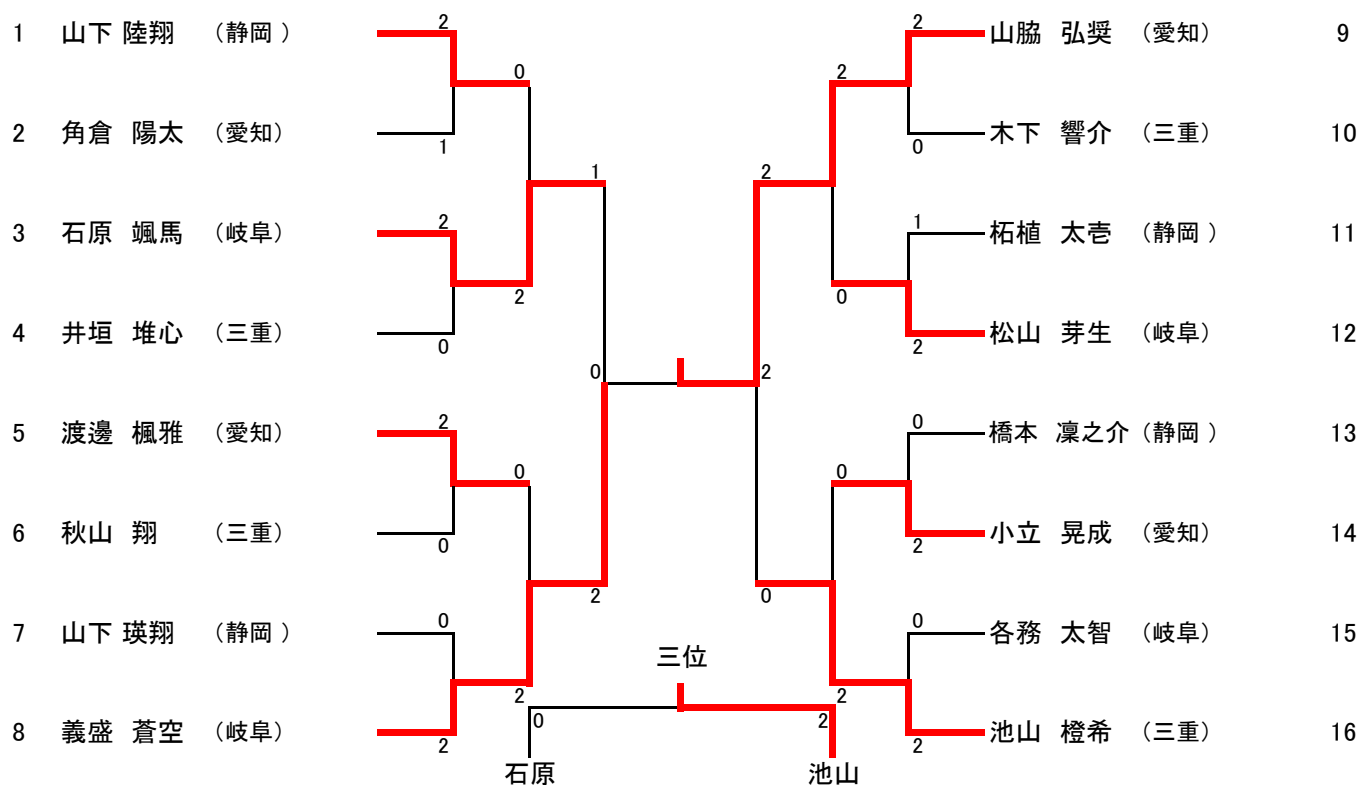 2 2
1 山下 陸翔 (静岡 ) 山脇 弘奨 (愛知) 9
0 2
2 角倉 陽太 (愛知) 木下 響介 (三重) 10
1 0
1 2
2 1
3 石原 颯馬 (岐阜) 柘植 太壱 (静岡 ) 11
2 0
4 井垣 堆心 (三重) 松山 芽生 (岐阜) 12
0 2
0 2
2 0
5 渡邊 楓雅 (愛知) 橋本 凜之介 (静岡 ) 13
0 0
6 秋山 翔 (三重) 小立 晃成 (愛知) 14
0 2
2 0
0 0
7 山下 瑛翔 (静岡 ) 各務 太智 (岐阜) 15
三位
2 2
0 2
8 義盛 蒼空 (岐阜) 池山 橙希 (三重) 16
2 2
石原 池山